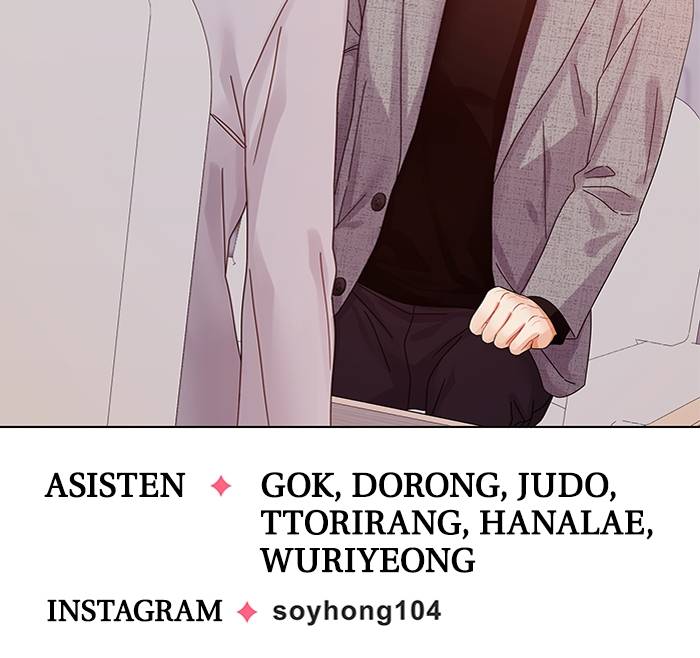 ASISTEN ✦ GOK, DORONG, JUDO,
TTORIRANG, HANALAE,
WURIYEONG
INSTAGRAM ✦ soyhong104